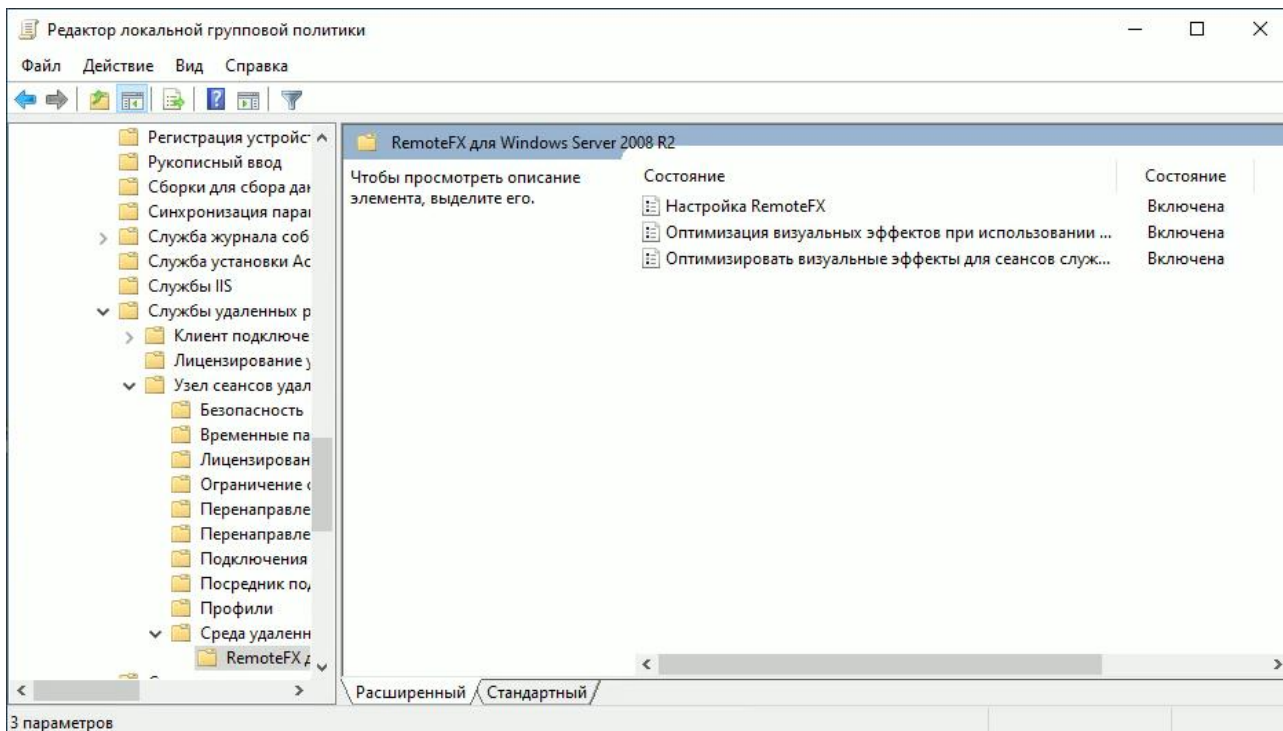 Редактор локальной групповой политики
Файл Действие Вид Справка
Регистрация устройс
Рукописный ввод
Сборки для сбора дан
Синхронизация пара
Служба журнала соб
Служба установки Ac
Службы IIS
Службы удаленных р
Клиент подключе
Лицензирование у
Узел сеансов удал
Безопасность
Временные па
Лицензирован
Ограничение с
Перенаправле
Перенаправле
Подключения
Посредник под
Профили
Среда удаленн
RemoteFX д
RemoteFX для Windows Server 2008 R2
Чтобы просмотреть описание
элемента, выделите его.
Состояние Состояние
Настройка RemoteFX Включена
Оптимизация визуальных эффектов при использовании ... Включена
Оптимизировать визуальные эффекты для сеансов служ... Включена
Расширенный Стандартный
3 параметров